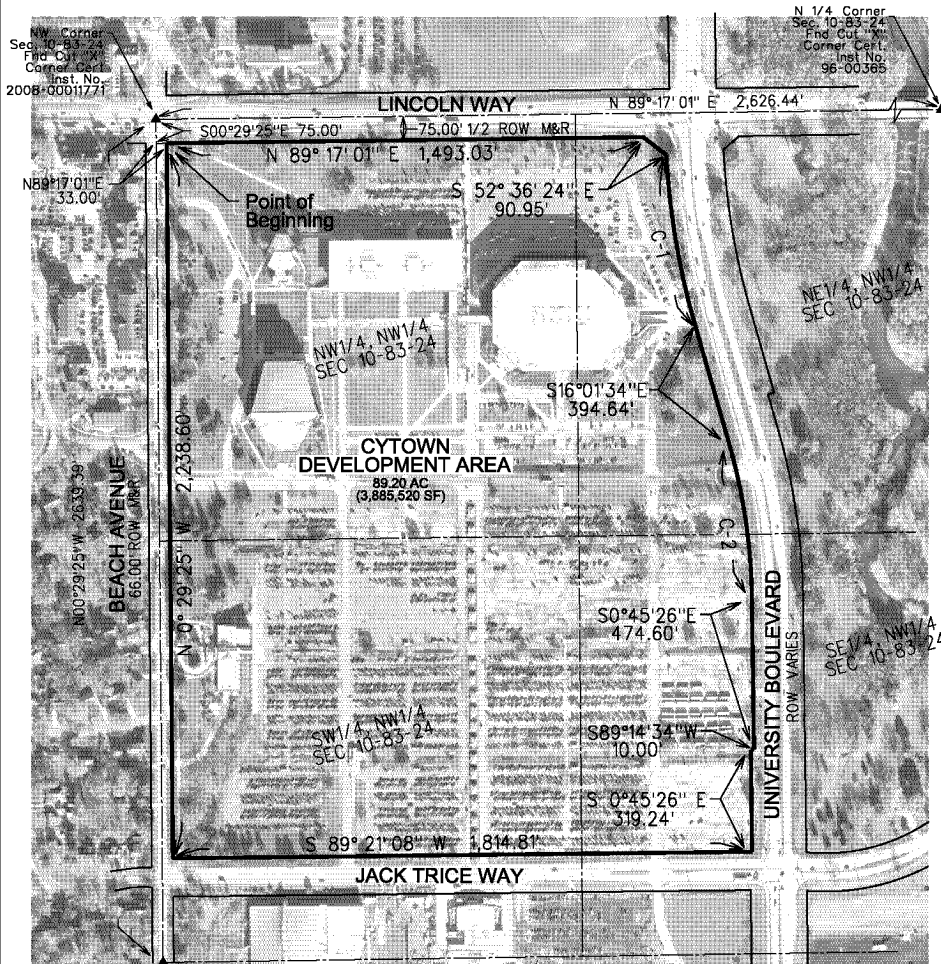 NW Corner
Sec. 10-83-24
Fnd Cut "X"
Corner Cert.
Inst. No.
2008-00011771
N 1/4 Corner
Sec. 10-83-24
Fnd Cut "X"
Corner Cert.
Inst. No.
96-00365
LINCOLN WAY
N 89°17'01" E 2,626.44'
S00°29'25"E 75.00'
75.00' 1/2 ROW M&R
N 89° 17' 01" E 1,493.03'
N89°17'01"E
33.00'
Point of
Beginning
S 52° 36' 24" E
90.95'
C-1
NE1/4, NW1/4
SEC 10-83-24
NW1/4, NW1/4
SEC 10-83-24
S16°01'34"E
394.64'
CYTOWN
DEVELOPMENT AREA
89.20 AC
(3,885,520 SF)
N 0° 29' 25" W 2,238.60'
N00°29'25"W 2639.39'
BEACH AVENUE
66.00' ROW M&R
C-2
S0°45'26"E
474.60'
UNIVERSITY BOULEVARD
ROW VARIES
SE1/4, NW1/4
SEC 10-83-24
SW1/4, NW1/4
SEC 10-83-24
S89°14'34"W
10.00'
S 0°45'26" E
319.24'
S 89° 21'08" W 1,814.81'
JACK TRICE WAY